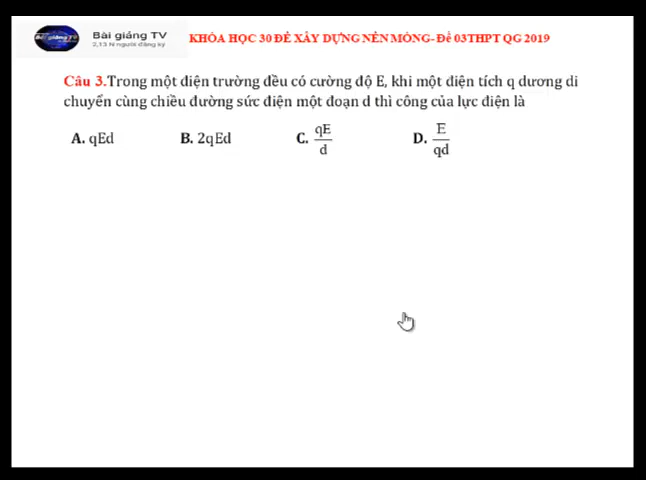 Bài giảng TV
2,13 N người đăng ký
KHÓA HỌC 30 ĐỀ XÂY DỰNG NỀN MÓNG- Đề 03THPT QG 2019
Câu 3.Trong một điện trường đều có cường độ E, khi một điện tích q dương di
chuyển cùng chiều đường sức điện một đoạn d thì công của lực điện là
A. qEd B. 2qEd C. qE/d D. E/qd